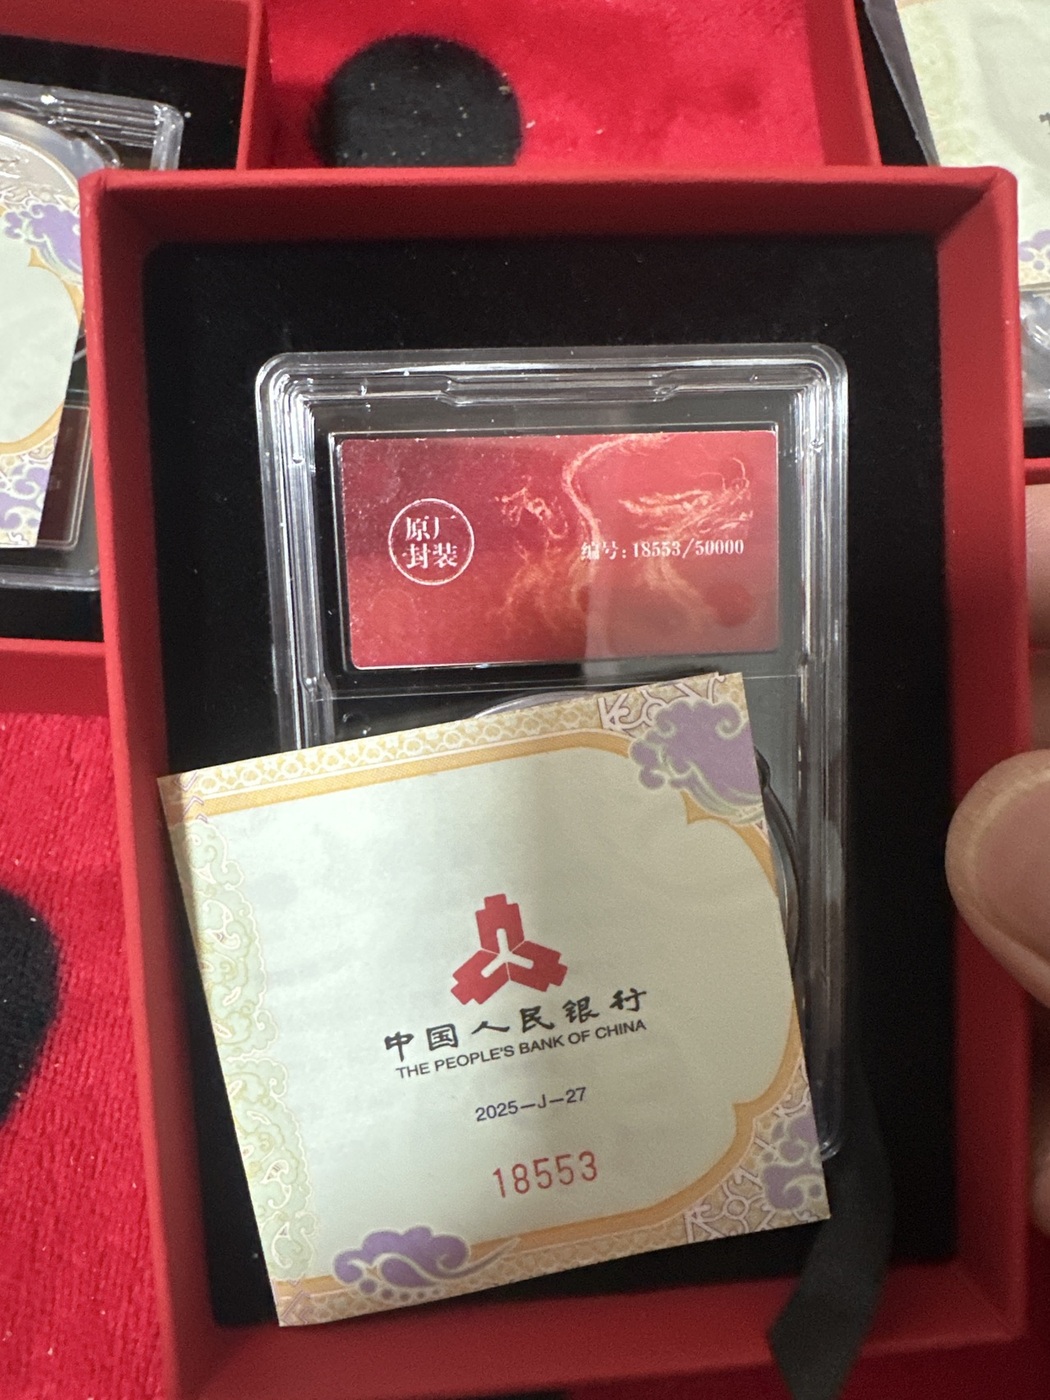 原厂
封装
编号:18553/50000
中国人民银行
THE PEOPLE'S BANK OF CHINA
2025—J—27
18553